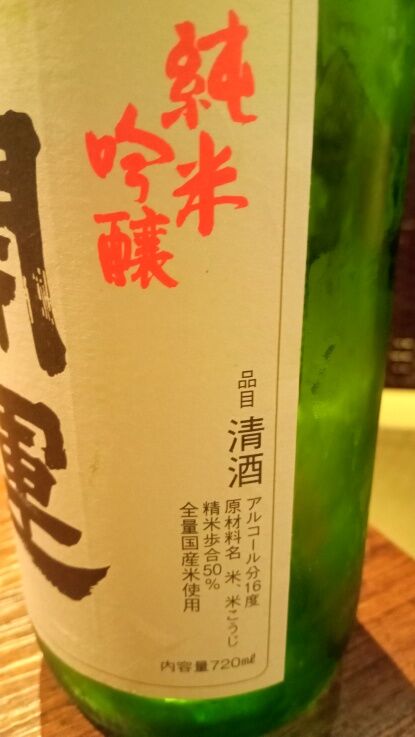 純米
吟醸
開運
品目 清酒
アルコール分16度
原材料名 米、米こうじ
精米歩合50%
全量国産米使用
内容量720ml